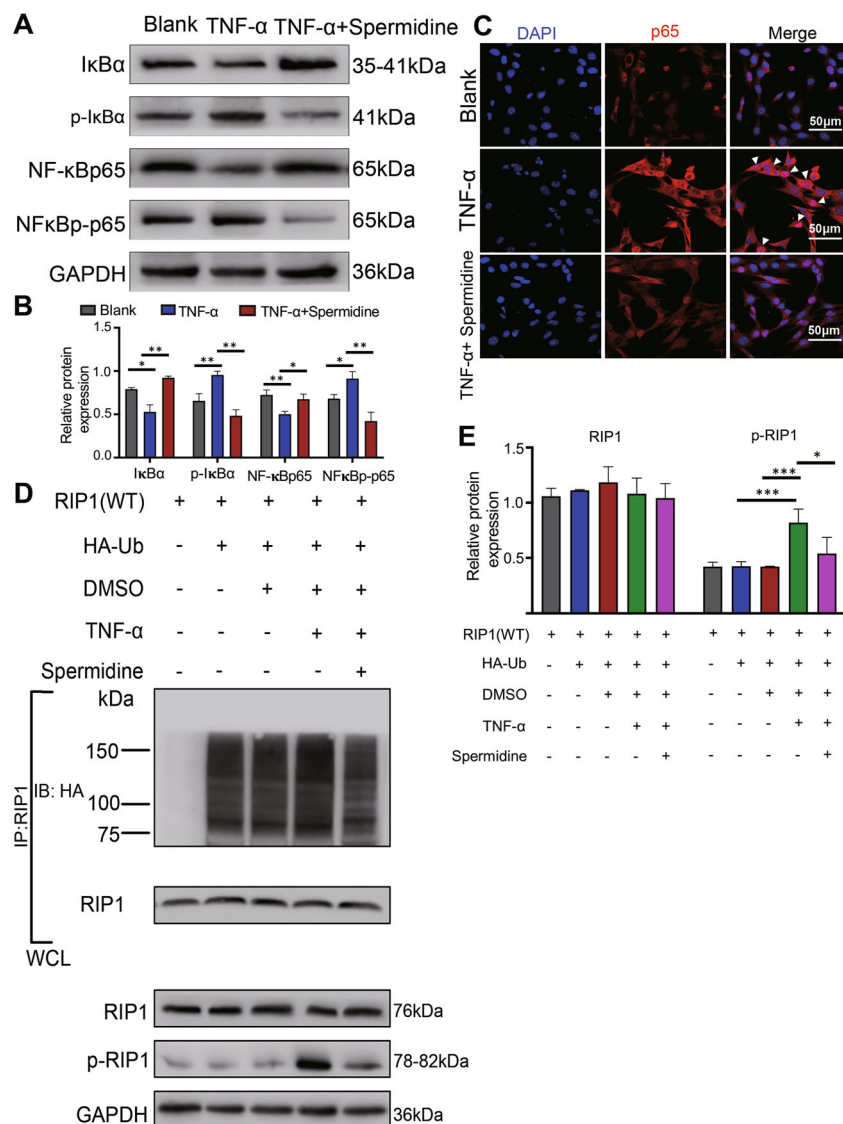 A
Blank TNF-α TNF-α+Spermidine
IκBα 35-41kDa
p-IκBα 41kDa
NF-κBp65 65kDa
NFκBp-p65 65kDa
GAPDH 36kDa
B
Blank TNF-α TNF-α+Spermidine
Relative protein
expression
1.5
1.0
0.5
0.0
* ** ** ** ** * * **
IκBα p-IκBα NF-κBp65 NFκBp-p65
C
DAPI p65 Merge
Blank
50μm
TNF-α
50μm
TNF-α+ Spermidine
50μm
D
RIP1(WT) + + + + +
HA-Ub - + + + +
DMSO - - + + +
TNF-α - - - + +
Spermidine - - - - +
kDa
150
100
75
IP:RIP1
IB: HA
RIP1
WCL
RIP1 76kDa
p-RIP1 78-82kDa
GAPDH 36kDa
E
RIP1 p-RIP1
Relative protein
expression
1.5
1.0
0.5
*** *** *
RIP1(WT) + + + + + + + + + +
HA-Ub - + + + + - + + + +
DMSO - - + + + - - + + +
TNF-α - - - + + - - - + +
Spermidine - - - - + - - - - +